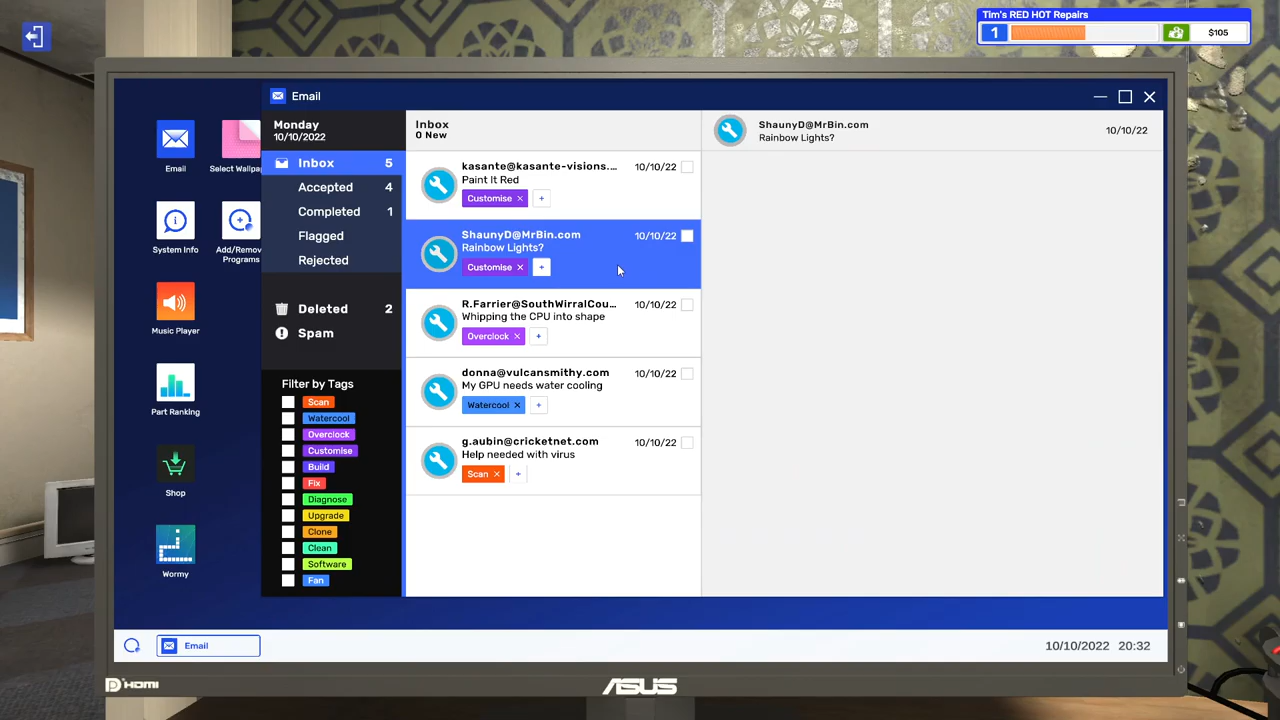 Tim's RED HOT Repairs
1
$105
Email
Select Wallpa
System Info
Add/Remov
Programs
Music Player
Part Ranking
Shop
Wormy
Email
Monday
10/10/2022
Inbox 5
Accepted 4
Completed 1
Flagged
Rejected
Deleted 2
Spam
Filter by Tags
Scan
Watercool
Overclock
Customise
Build
Fix
Diagnose
Upgrade
Clone
Clean
Software
Fan
Inbox
0 New
kasante@kasante-visions.... 10/10/22
Paint It Red
Customise × +
ShaunyD@MrBin.com 10/10/22
Rainbow Lights?
Customise × +
R.Farrier@SouthWirralCou... 10/10/22
Whipping the CPU into shape
Overclock × +
donna@vulcansmithy.com 10/10/22
My GPU needs water cooling
Watercool × +
g.aubin@cricketnet.com 10/10/22
Help needed with virus
Scan × +
ShaunyD@MrBin.com 10/10/22
Rainbow Lights?
Email
10/10/2022 20:32
HDMI
ASUS